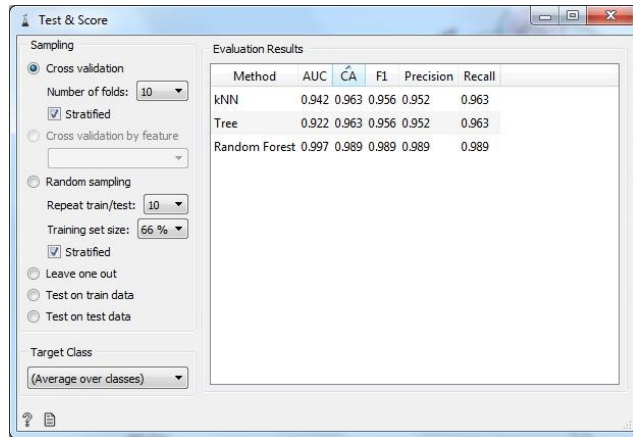 Test & Score
Sampling
Cross validation
Number of folds: 10
Stratified
Cross validation by feature
Random sampling
Repeat train/test: 10
Training set size: 66 %
Stratified
Leave one out
Test on train data
Test on test data
Target Class
(Average over classes)
Evaluation Results
Method AUC CA F1 Precision Recall
kNN 0.942 0.963 0.956 0.952 0.963
Tree 0.922 0.963 0.956 0.952 0.963
Random Forest 0.997 0.989 0.989 0.989 0.989
?